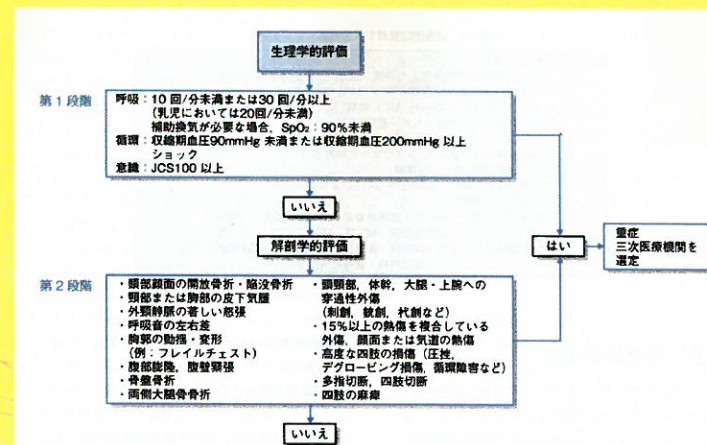 生理学的評価
第1段階
呼吸：10回/分未満または30回/分以上
（乳児においては20回/分未満）
補助換気が必要な場合，SpO₂：90％未満
循環：収縮期血圧90mmHg 未満または収縮期血圧200mmHg 以上
ショック
意識：JCS100 以上
いいえ
解剖学的評価
はい
重症
三次医療機関を
選定
第2段階
・頭部顔面の開放骨折・陥没骨折
・頸部または胸部の皮下気腫
・外頸静脈の著しい怒張
・呼吸音の左右差
・胸郭の動揺・変形
（例：フレイルチェスト）
・腹部膨隆，腹壁緊張
・骨盤骨折
・両側大腿骨骨折
・頭頸部，体幹，大腿・上腕への
穿通性外傷
（刺創，銃創，杙創など）
・15％以上の熱傷を複合している
外傷，顔面または気道の熱傷
・高度な四肢の損傷（圧挫，
デグロービング損傷，循環障害など）
・多指切断，四肢切断
・四肢の麻痺
いいえ